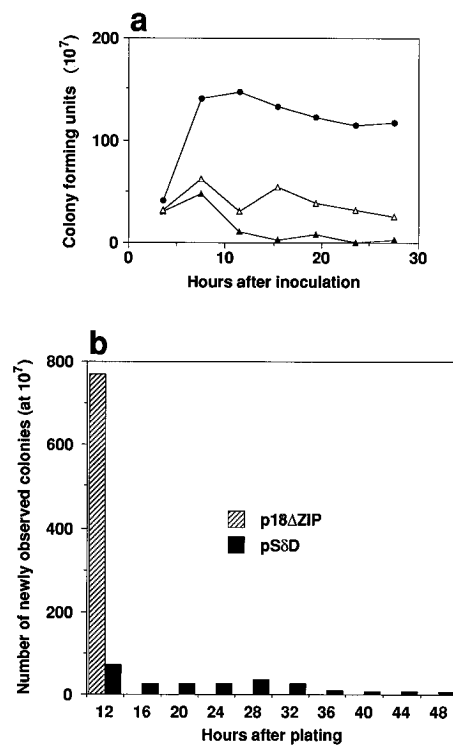 a
Colony forming units (10⁷)
200
100
0
0 10 20 30
Hours after inoculation
b
Number of newly observed colonies (at 10⁷)
800
600
400
200
0
p18ΔZIP
pSδD
12 16 20 24 28 32 36 40 44 48
Hours after plating